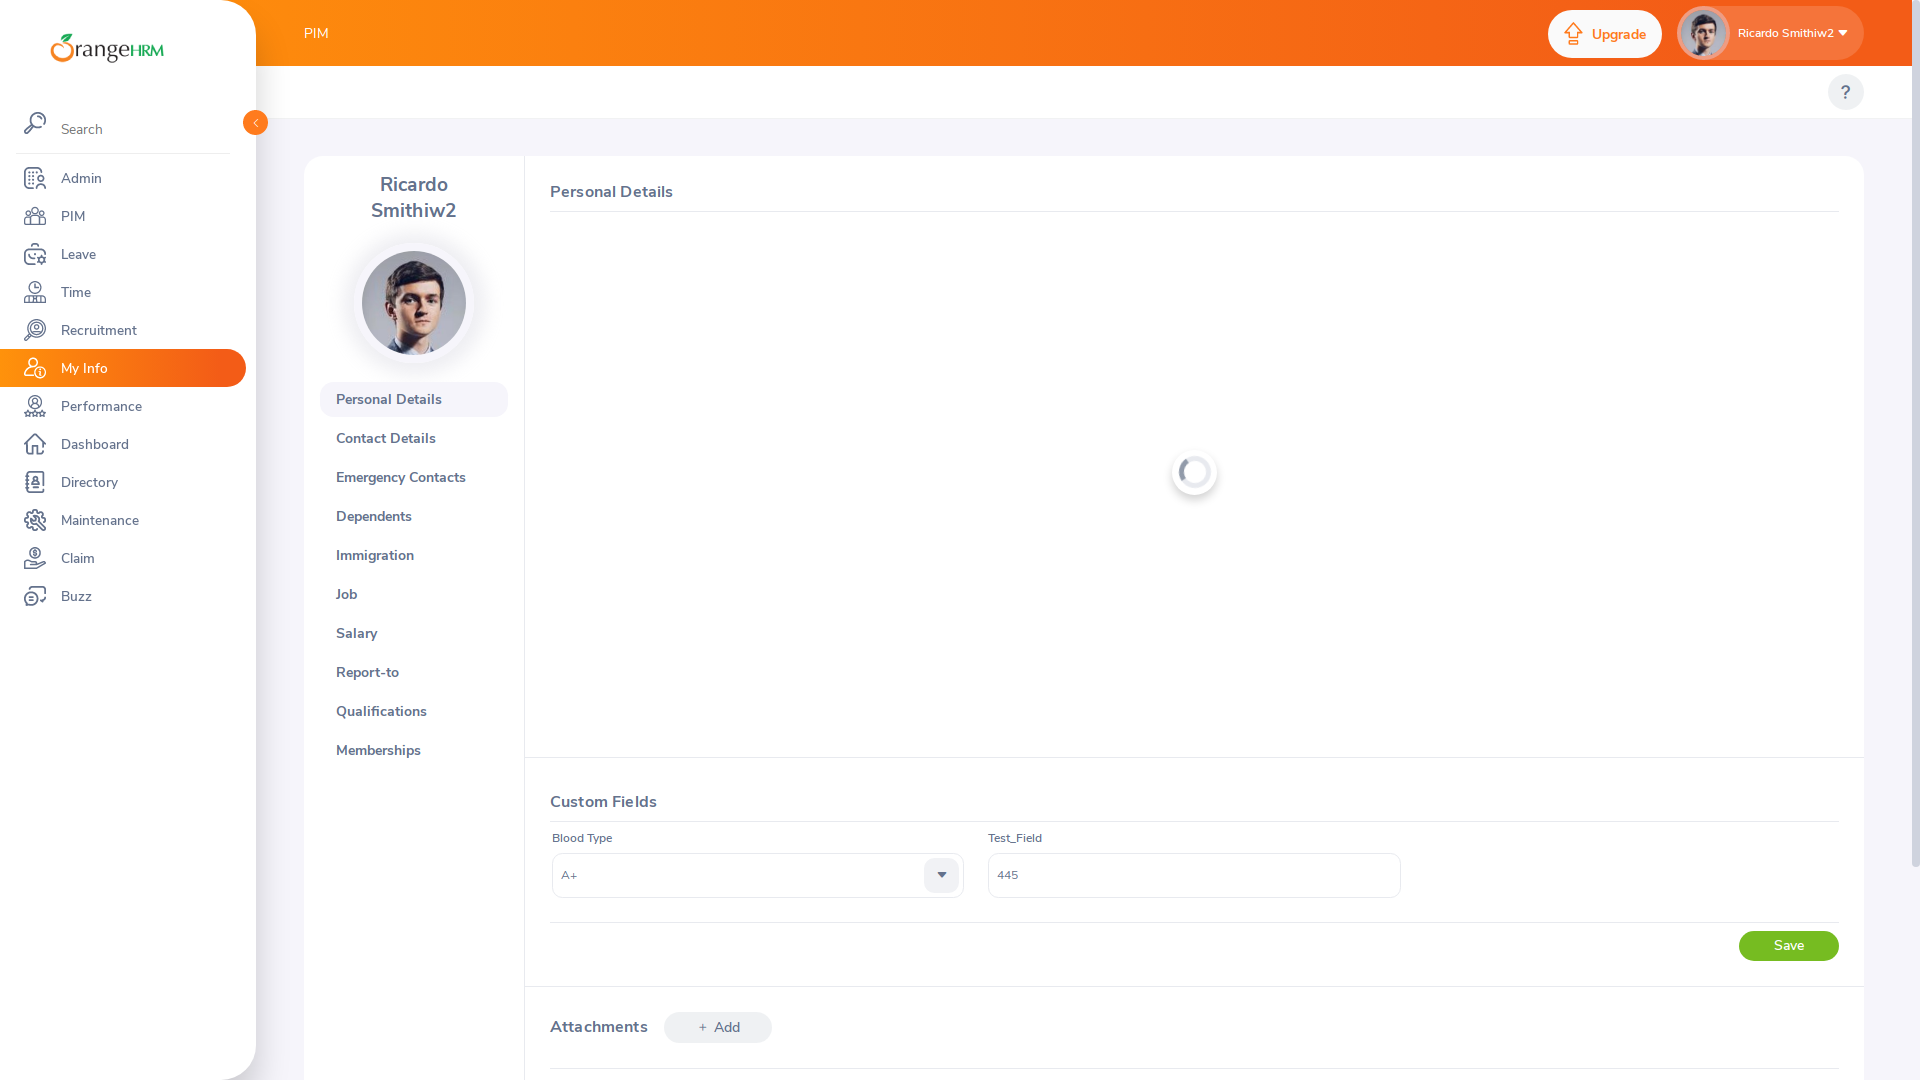 OrangeHRM
Search
Admin
PIM
Leave
Time
Recruitment
My Info
Performance
Dashboard
Directory
Maintenance
Claim
Buzz
PIM
Upgrade
Ricardo Smithiw2
?
Ricardo
Smithiw2
Personal Details
Contact Details
Emergency Contacts
Dependents
Immigration
Job
Salary
Report-to
Qualifications
Memberships
Personal Details
Custom Fields
Blood Type
Test_Field
A+
445
Save
Attachments
+ Add